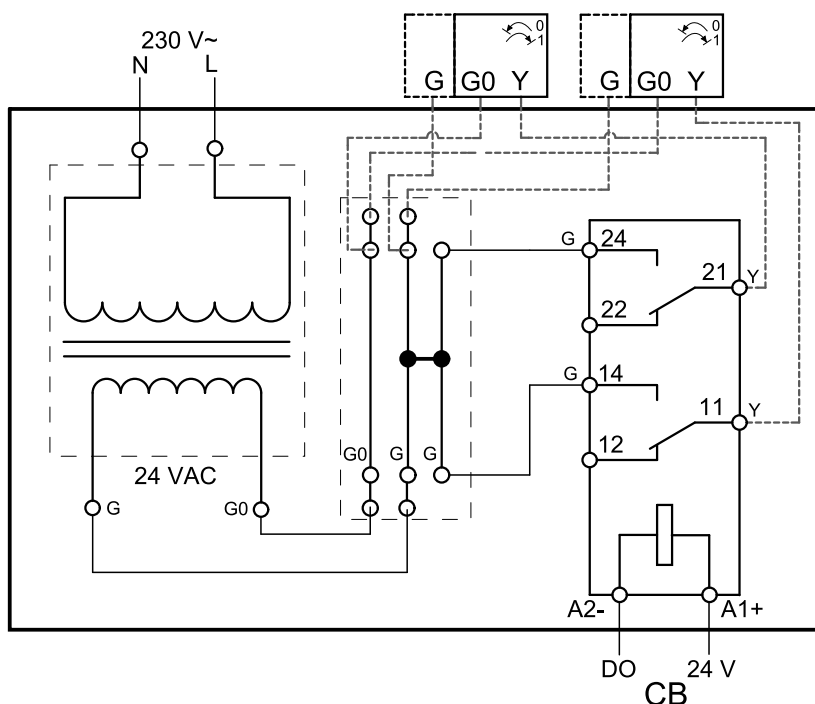 230 V~
N L
0
1
G G0 Y
0
1
G G0 Y
G 24
21 Y
22
G 14
11 Y
12
G0 G G
24 VAC
G G0
A2- A1+
DO 24 V
CB